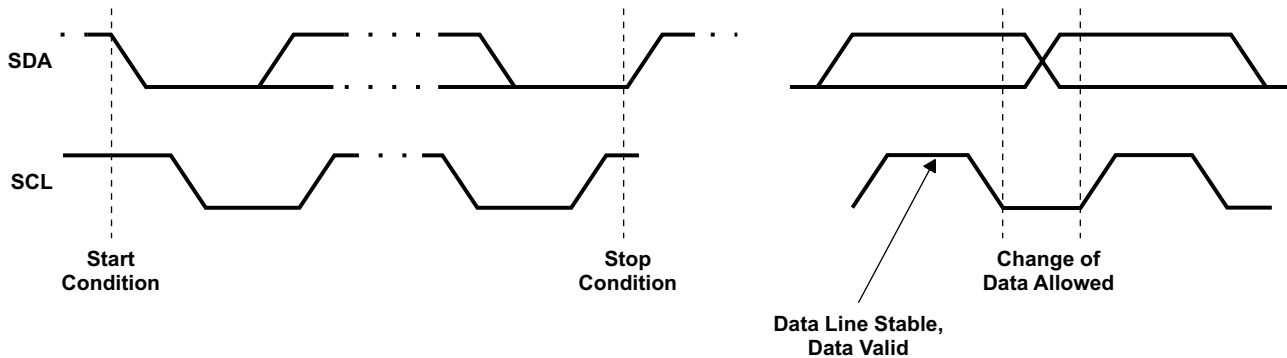 SDA
SCL
Start
Condition
Stop
Condition
Change of
Data Allowed
Data Line Stable,
Data Valid